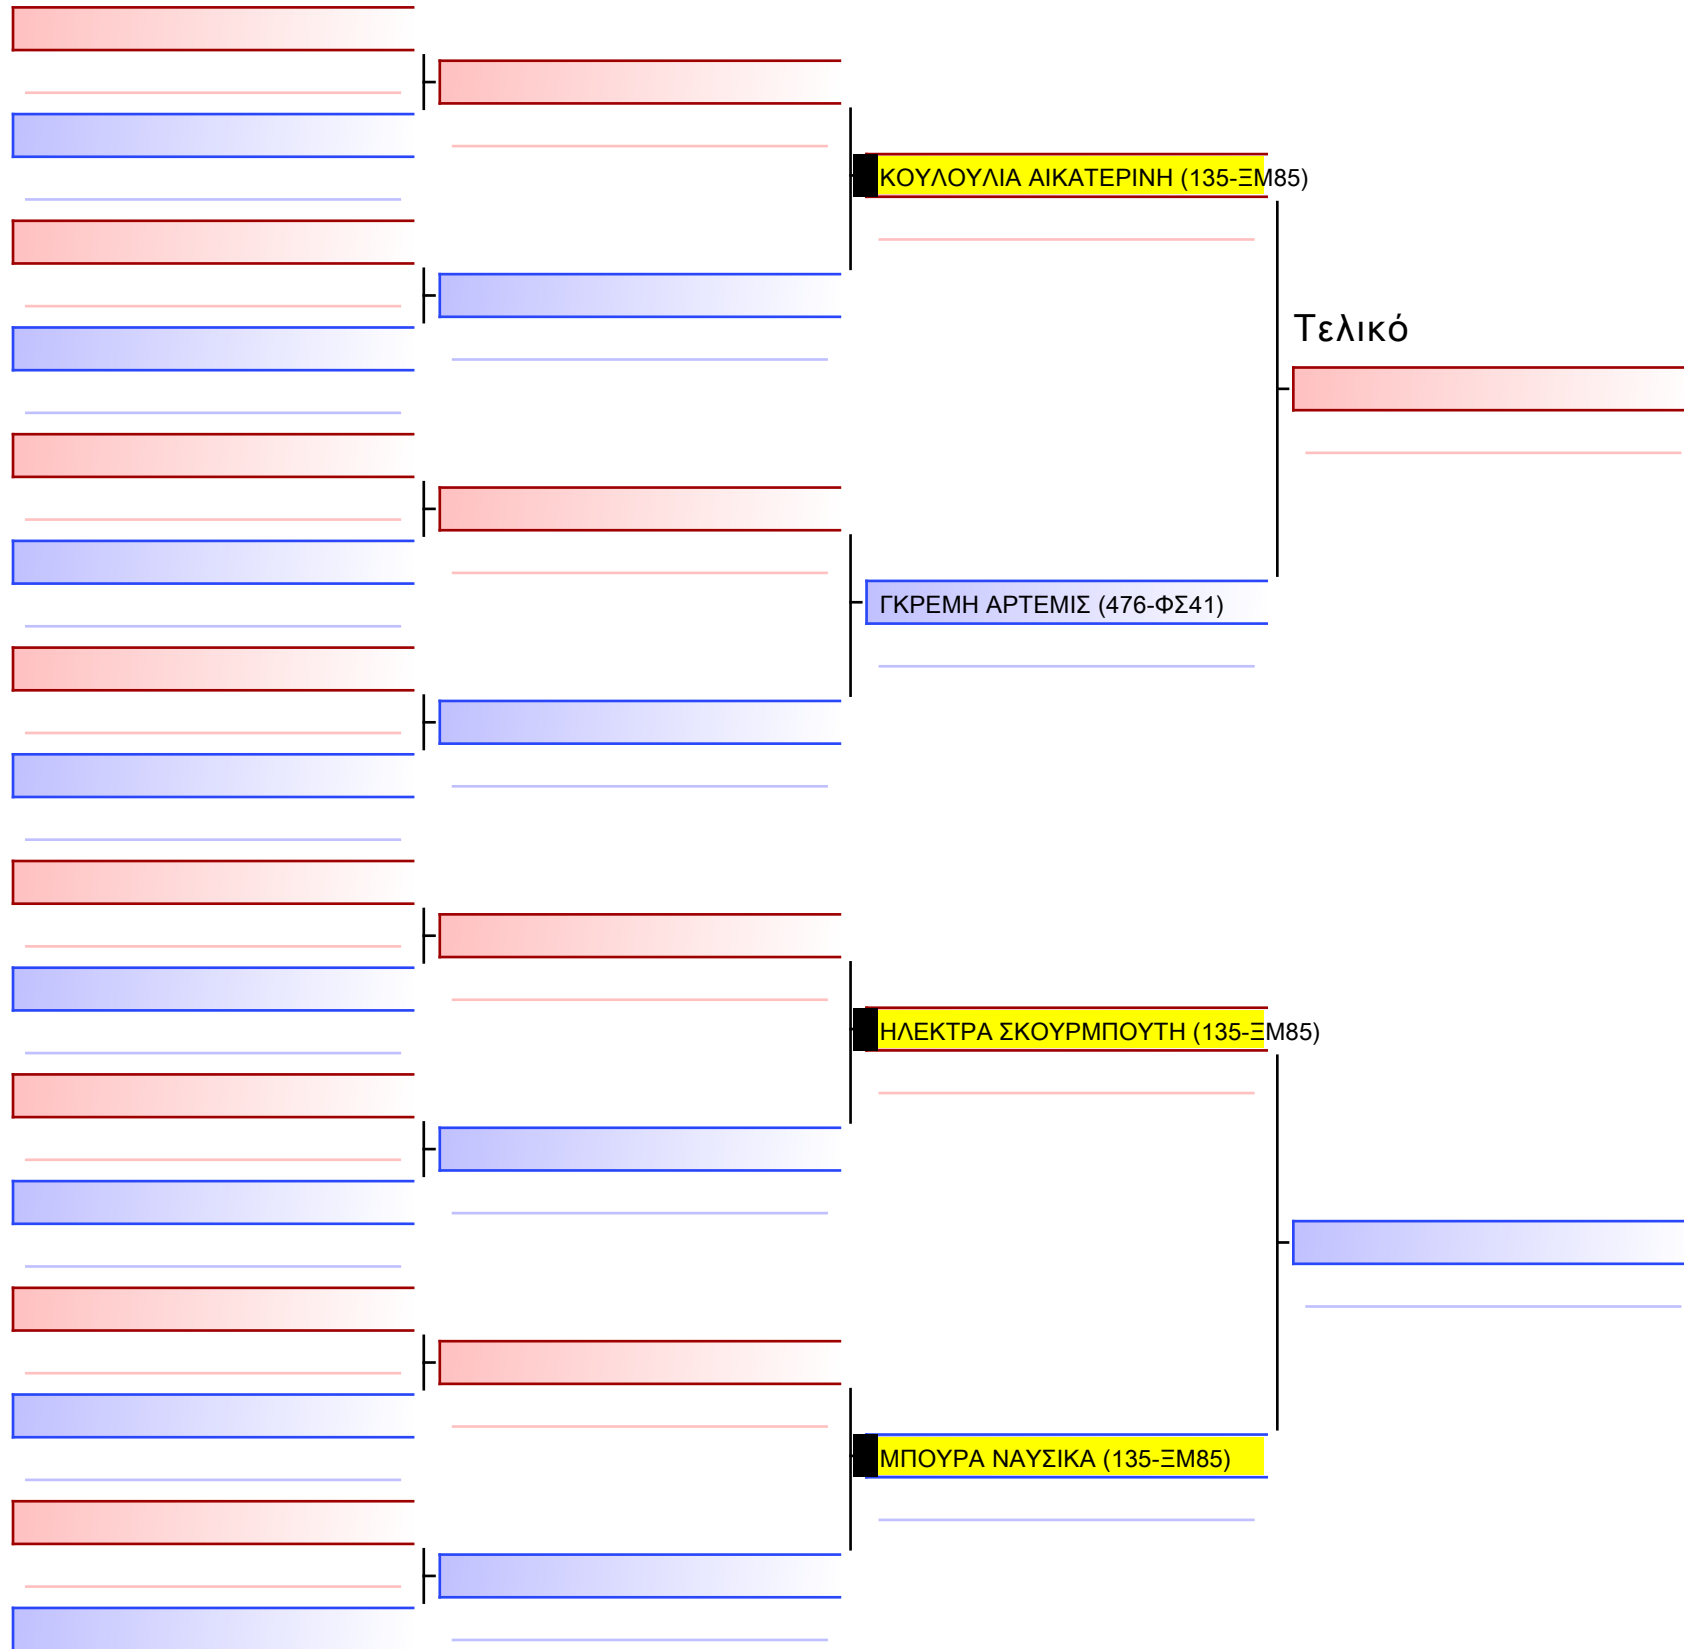 ΚΟΥΛΟΥΛΙΑ ΑΙΚΑΤΕΡΙΝΗ (135-ΞΜ85)
Τελικό
ΓΚΡΕΜΗ ΑΡΤΕΜΙΣ (476-ΦΣ41)
ΗΛΕΚΤΡΑ ΣΚΟΥΡΜΠΟΥΤΗ (135-ΞΜ85)
ΜΠΟΥΡΑ ΝΑΥΣΙΚΑ (135-ΞΜ85)